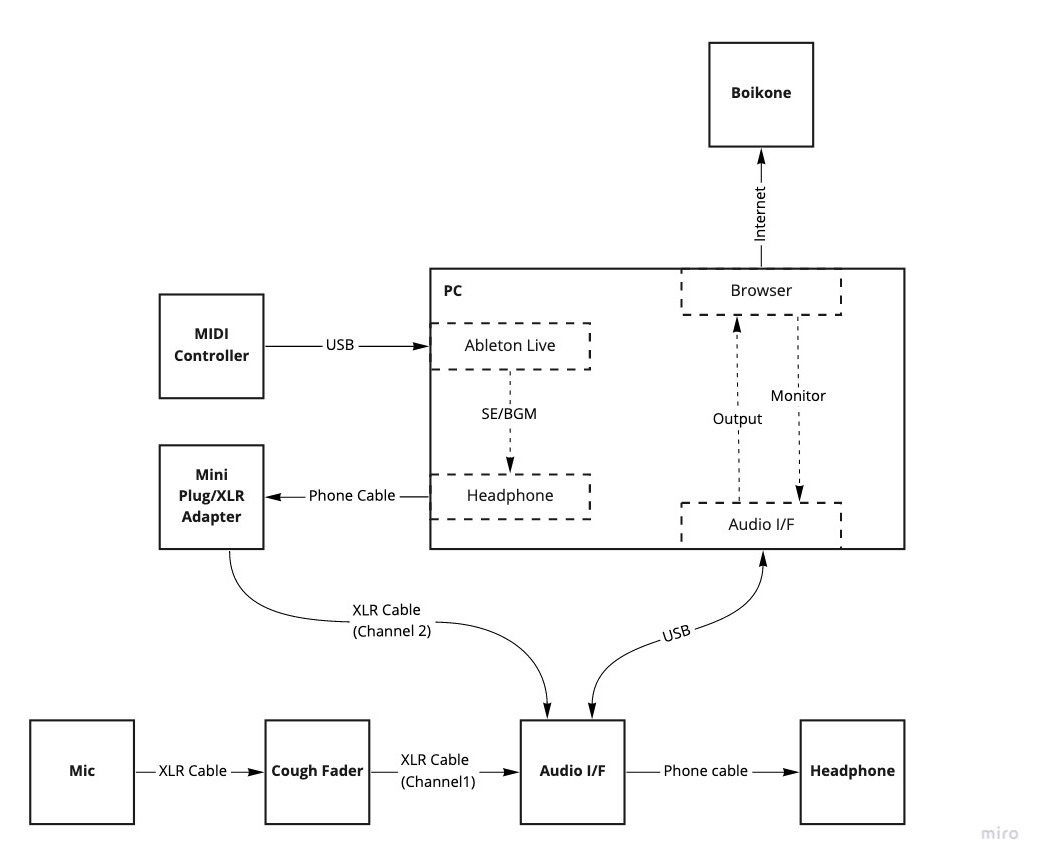 Boikone
Internet
PC
Browser
MIDI
Controller
USB
Ableton Live
SE/BGM
Monitor
Output
Mini
Plug/XLR
Adapter
Phone Cable
Headphone
Audio I/F
XLR Cable
(Channel 2)
USB
Mic
XLR Cable
Cough Fader
XLR Cable
(Channel1)
Audio I/F
Phone cable
Headphone
miro